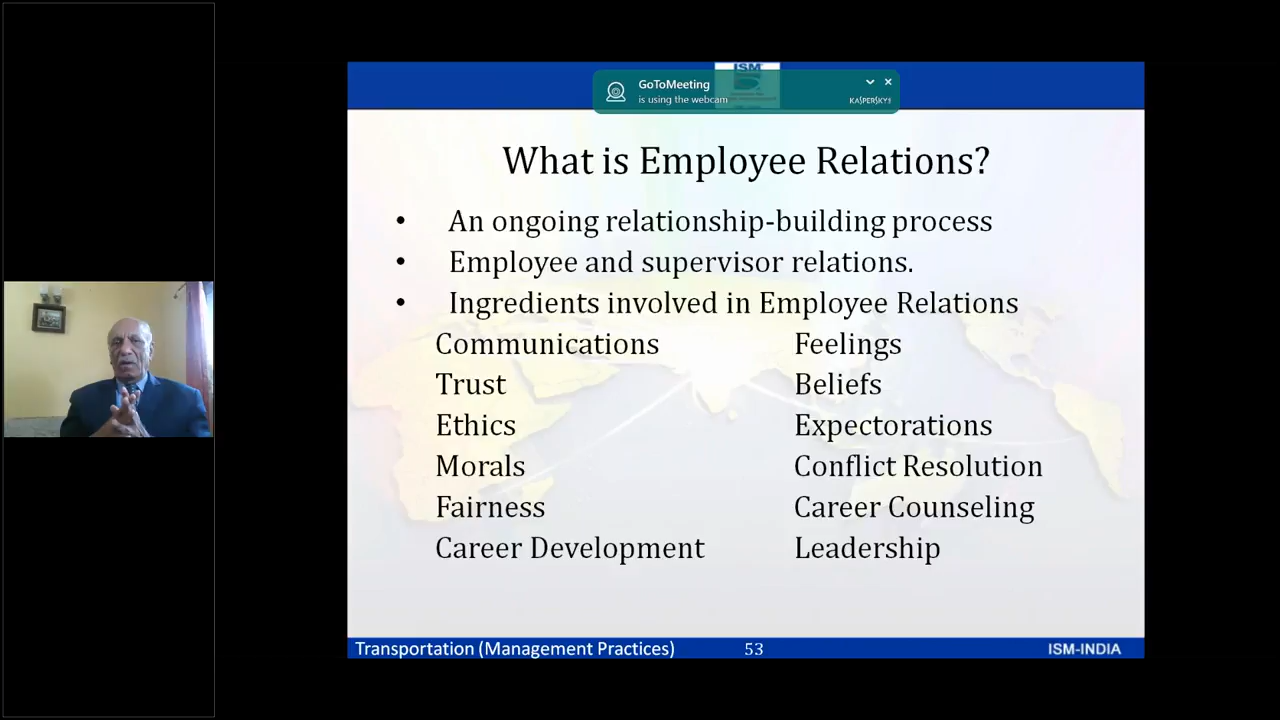 ISM
GoToMeeting
is using the webcam
KASPERSKY
What is Employee Relations?
• An ongoing relationship-building process
• Employee and supervisor relations.
• Ingredients involved in Employee Relations
Communications Feelings
Trust Beliefs
Ethics Expectorations
Morals Conflict Resolution
Fairness Career Counseling
Career Development Leadership
Transportation (Management Practices) 53 ISM-INDIA